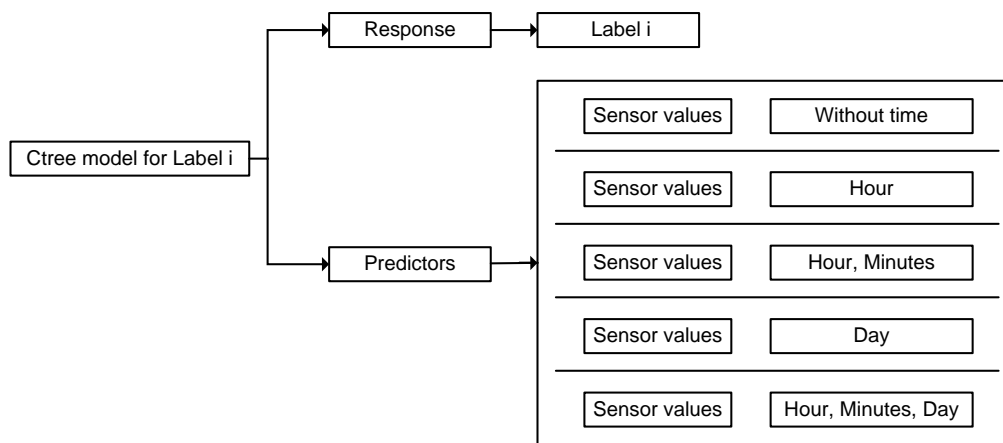 Response
Label i
Sensor values
Without time
Ctree model for Label i
Sensor values
Hour
Predictors
Sensor values
Hour, Minutes
Sensor values
Day
Sensor values
Hour, Minutes, Day